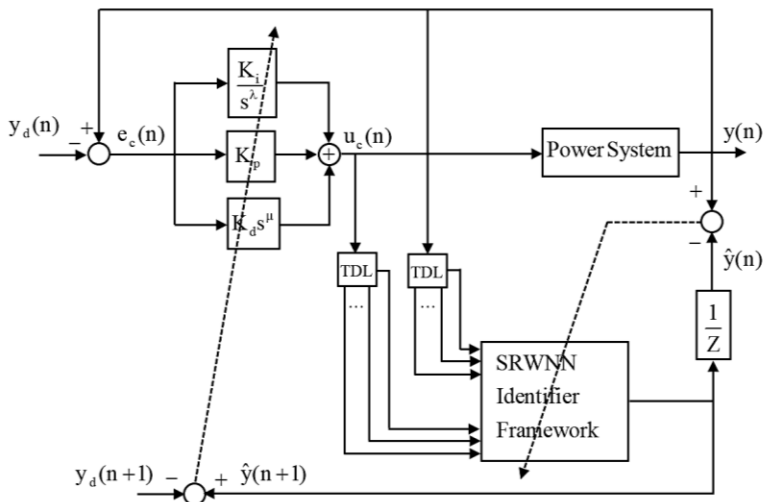 K_i
s^λ
y_d(n)
+
−
e_c(n)
K_p
+
u_c(n)
Power System
y(n)
K_d s^μ
+
−
ŷ(n)
TDL
TDL
...
...
1
Z
SRWNN
Identifier
Framework
y_d(n+1)
−
+
ŷ(n+1)